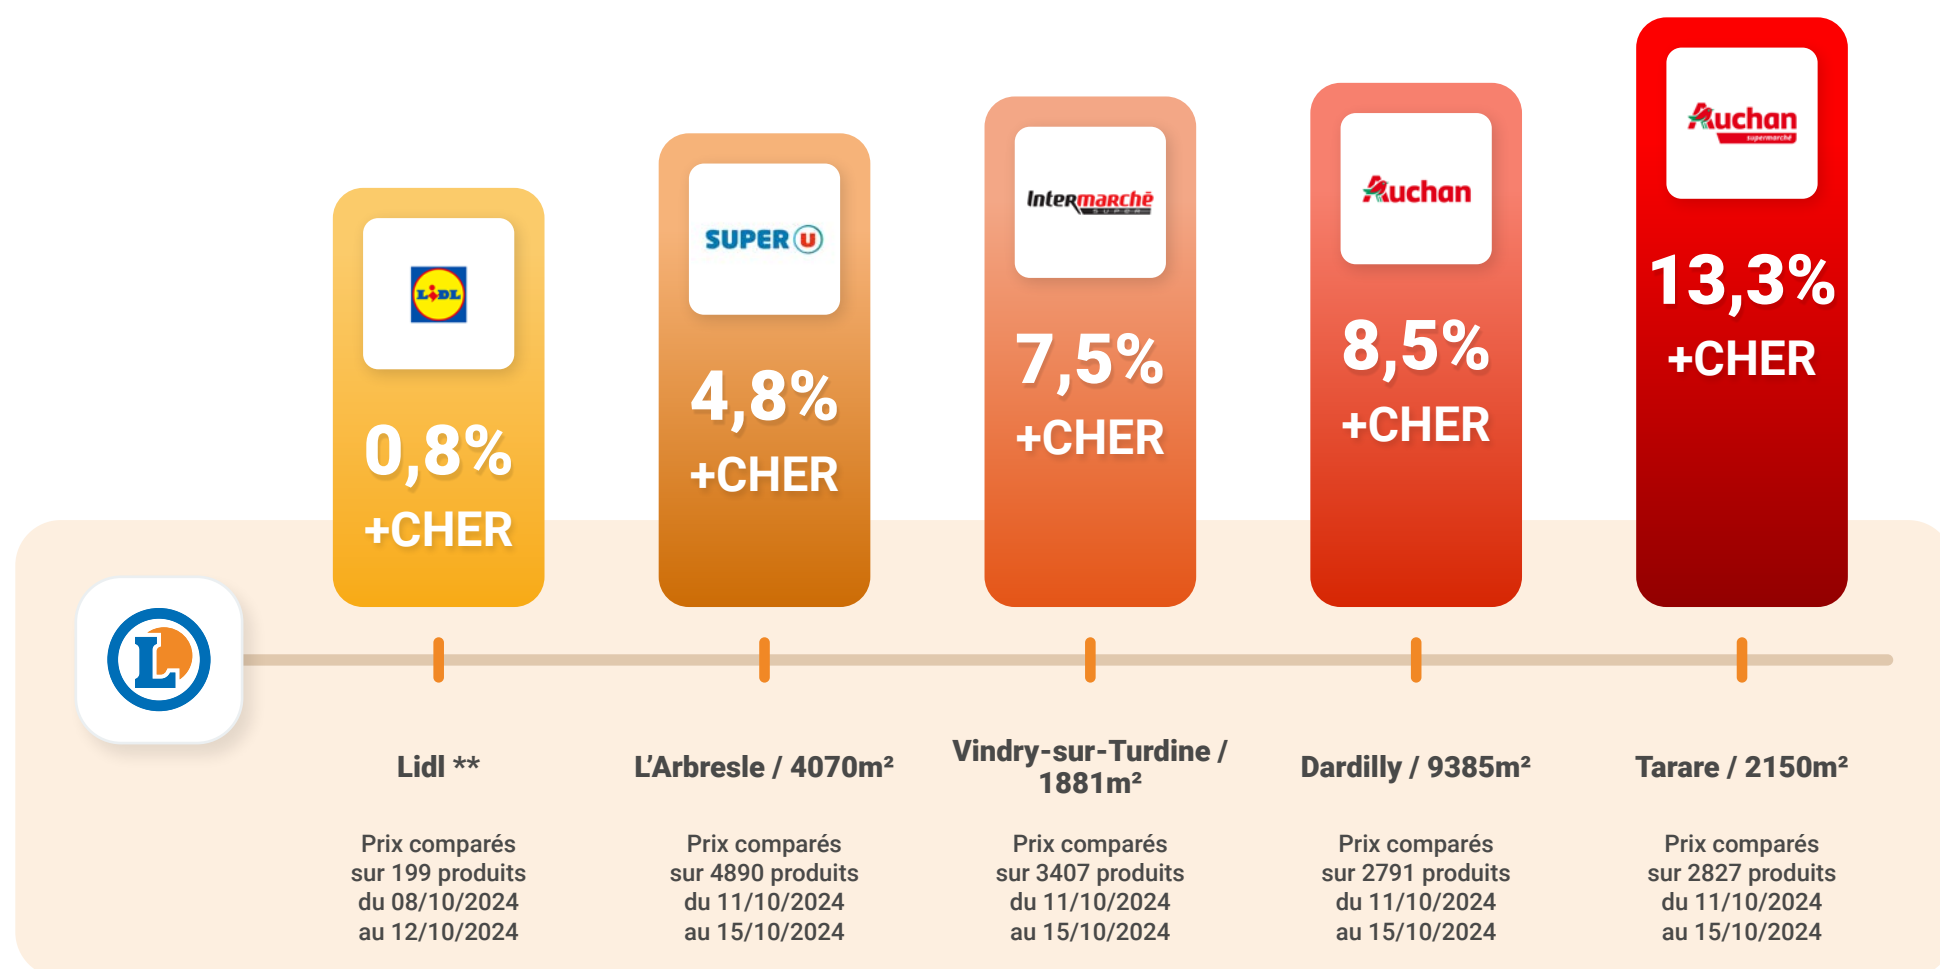 LIDL
0,8%
+CHER
SUPER U
4,8%
+CHER
Intermarchē
SUPER
7,5%
+CHER
Auchan
8,5%
+CHER
Auchan
supermarché
13,3%
+CHER
L
Lidl **
Prix comparés
sur 199 produits
du 08/10/2024
au 12/10/2024
L’Arbresle / 4070m²
Prix comparés
sur 4890 produits
du 11/10/2024
au 15/10/2024
Vindry-sur-Turdine /
1881m²
Prix comparés
sur 3407 produits
du 11/10/2024
au 15/10/2024
Dardilly / 9385m²
Prix comparés
sur 2791 produits
du 11/10/2024
au 15/10/2024
Tarare / 2150m²
Prix comparés
sur 2827 produits
du 11/10/2024
au 15/10/2024